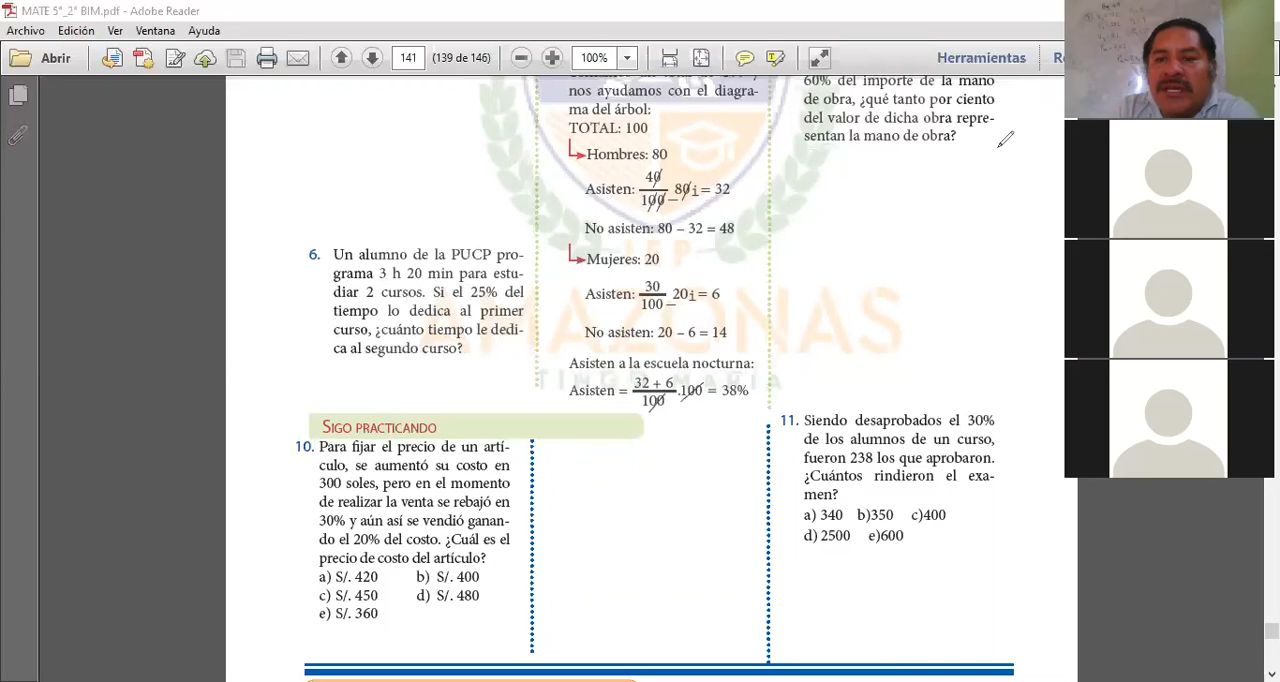 MATE 5°_2° BIM.pdf - Adobe Reader
Archivo Edición Ver Ventana Ayuda
Abrir 141 (139 de 146) 100% Herramientas
nos ayudamos con el diagra-
ma del árbol:
TOTAL: 100
Hombres: 80
Asisten: 40/100 80 = 32
No asisten: 80 – 32 = 48
Mujeres: 20
Asisten: 30/100 20 = 6
No asisten: 20 – 6 = 14
Asisten a la escuela nocturna:
Asisten = 32 + 6/100 .100 = 38%
60% del importe de la mano
de obra, ¿qué tanto por ciento
del valor de dicha obra repre-
sentan la mano de obra?
6. Un alumno de la PUCP pro-
grama 3 h 20 min para estu-
diar 2 cursos. Si el 25% del
tiempo lo dedica al primer
curso, ¿cuánto tiempo le dedi-
ca al segundo curso?
IEP
AMAZONAS
TINGO MARÍA
SIGO PRACTICANDO
10. Para fijar el precio de un artí-
culo, se aumentó su costo en
300 soles, pero en el momento
de realizar la venta se rebajó en
30% y aún así se vendió ganan-
do el 20% del costo. ¿Cuál es el
precio de costo del artículo?
a) S/. 420 b) S/. 400
c) S/. 450 d) S/. 480
e) S/. 360
11. Siendo desaprobados el 30%
de los alumnos de un curso,
fueron 238 los que aprobaron.
¿Cuántos rindieron el exa-
men?
a) 340 b)350 c)400
d) 2500 e)600